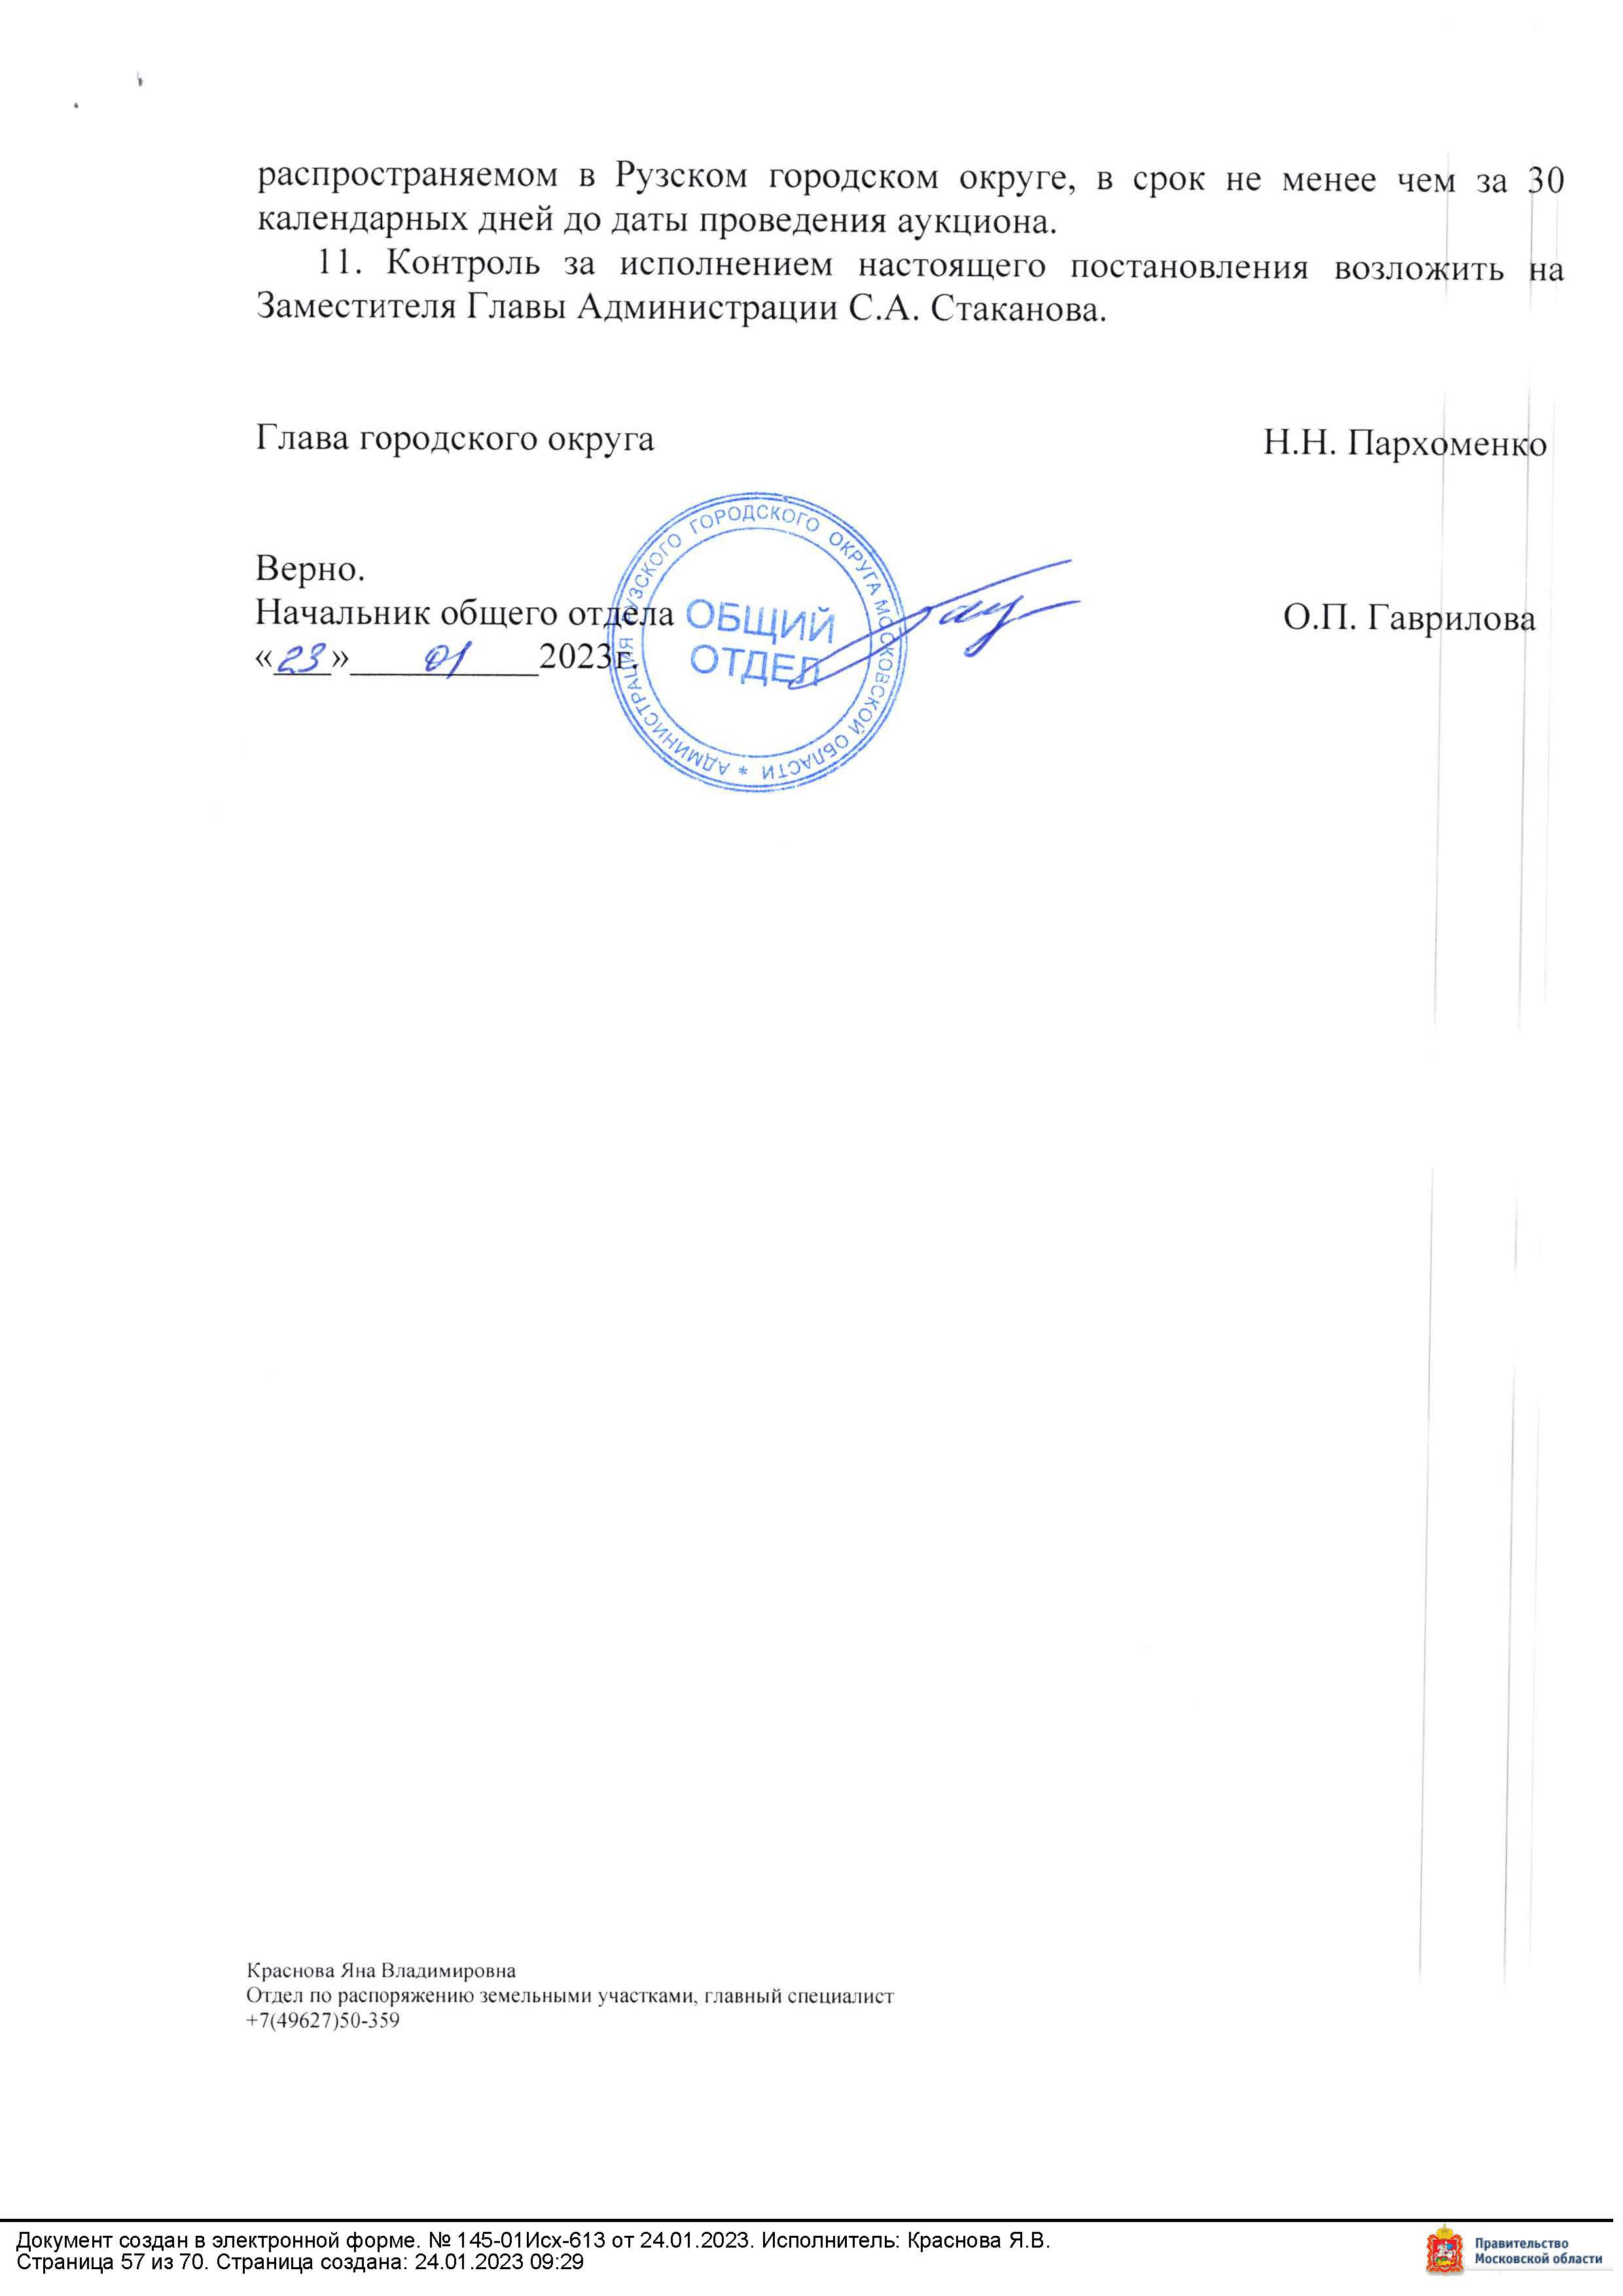 распространяемом в Рузском городском округе, в срок не менее чем за 30
календарных дней до даты проведения аукциона.
11. Контроль за исполнением настоящего постановления возложить на
Заместителя Главы Администрации С.А. Стаканова.
Глава городского округа Н.Н. Пархоменко
Верно.
Начальник общего отдела О.П. Гаврилова
«23» 01 2023г.
АДМИНИСТРАЦИЯ РУЗСКОГО ГОРОДСКОГО ОКРУГА МОСКОВСКОЙ ОБЛАСТИ *
ОБЩИЙ
ОТДЕЛ
Краснова Яна Владимировна
Отдел по распоряжению земельными участками, главный специалист
+7(49627)50-359
Документ создан в электронной форме. № 145-01Исх-613 от 24.01.2023. Исполнитель: Краснова Я.В.
Страница 57 из 70. Страница создана: 24.01.2023 09:29
Правительство
Московской области